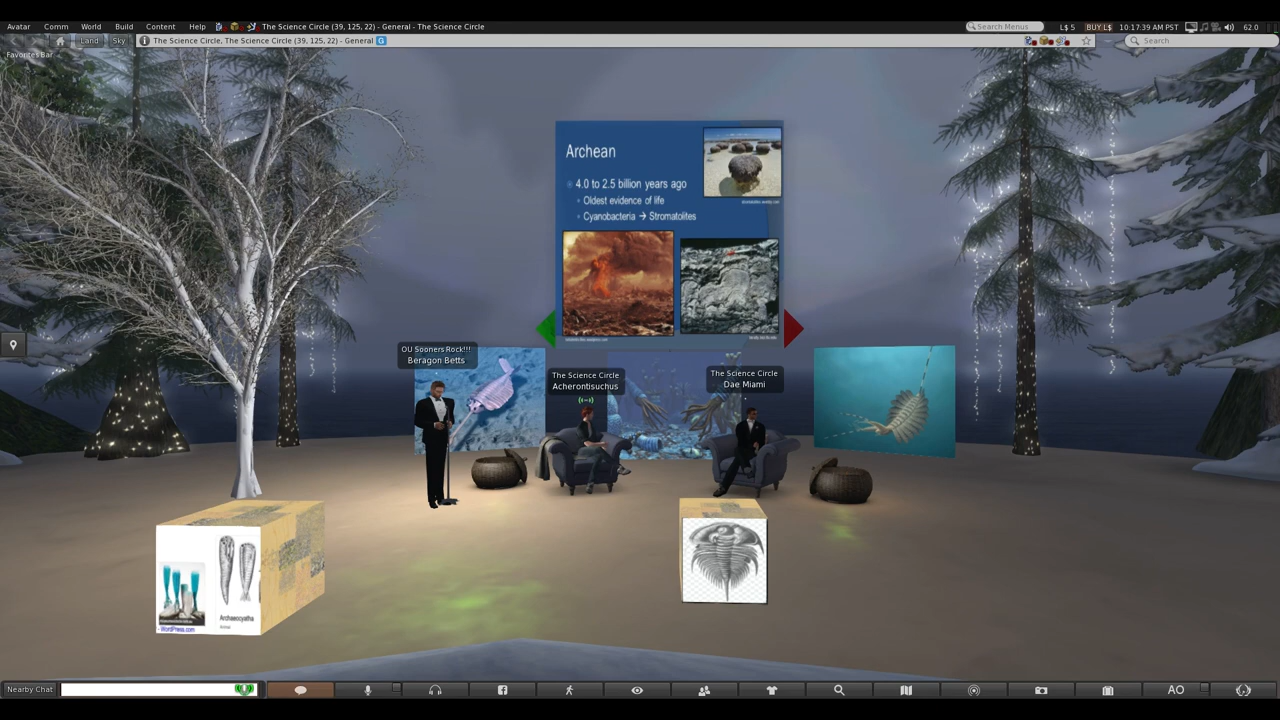 Avatar Comm World Build Content Help The Science Circle (39, 125, 22) - General - The Science Circle
Search Menus L$ 5 BUY L$ 10:17:39 AM PST 62.0
Land Sky The Science Circle, The Science Circle (39, 125, 22) - General G
Search
Favorites Bar
Archean
4.0 to 2.5 billion years ago
Oldest evidence of life
Cyanobacteria → Stromatolites
OU Sooners Rock!!!
Beragon Betts
The Science Circle
Acherontisuchus
The Science Circle
Dae Miami
Archaeocyatha
- WordPress.com
Nearby Chat
AO